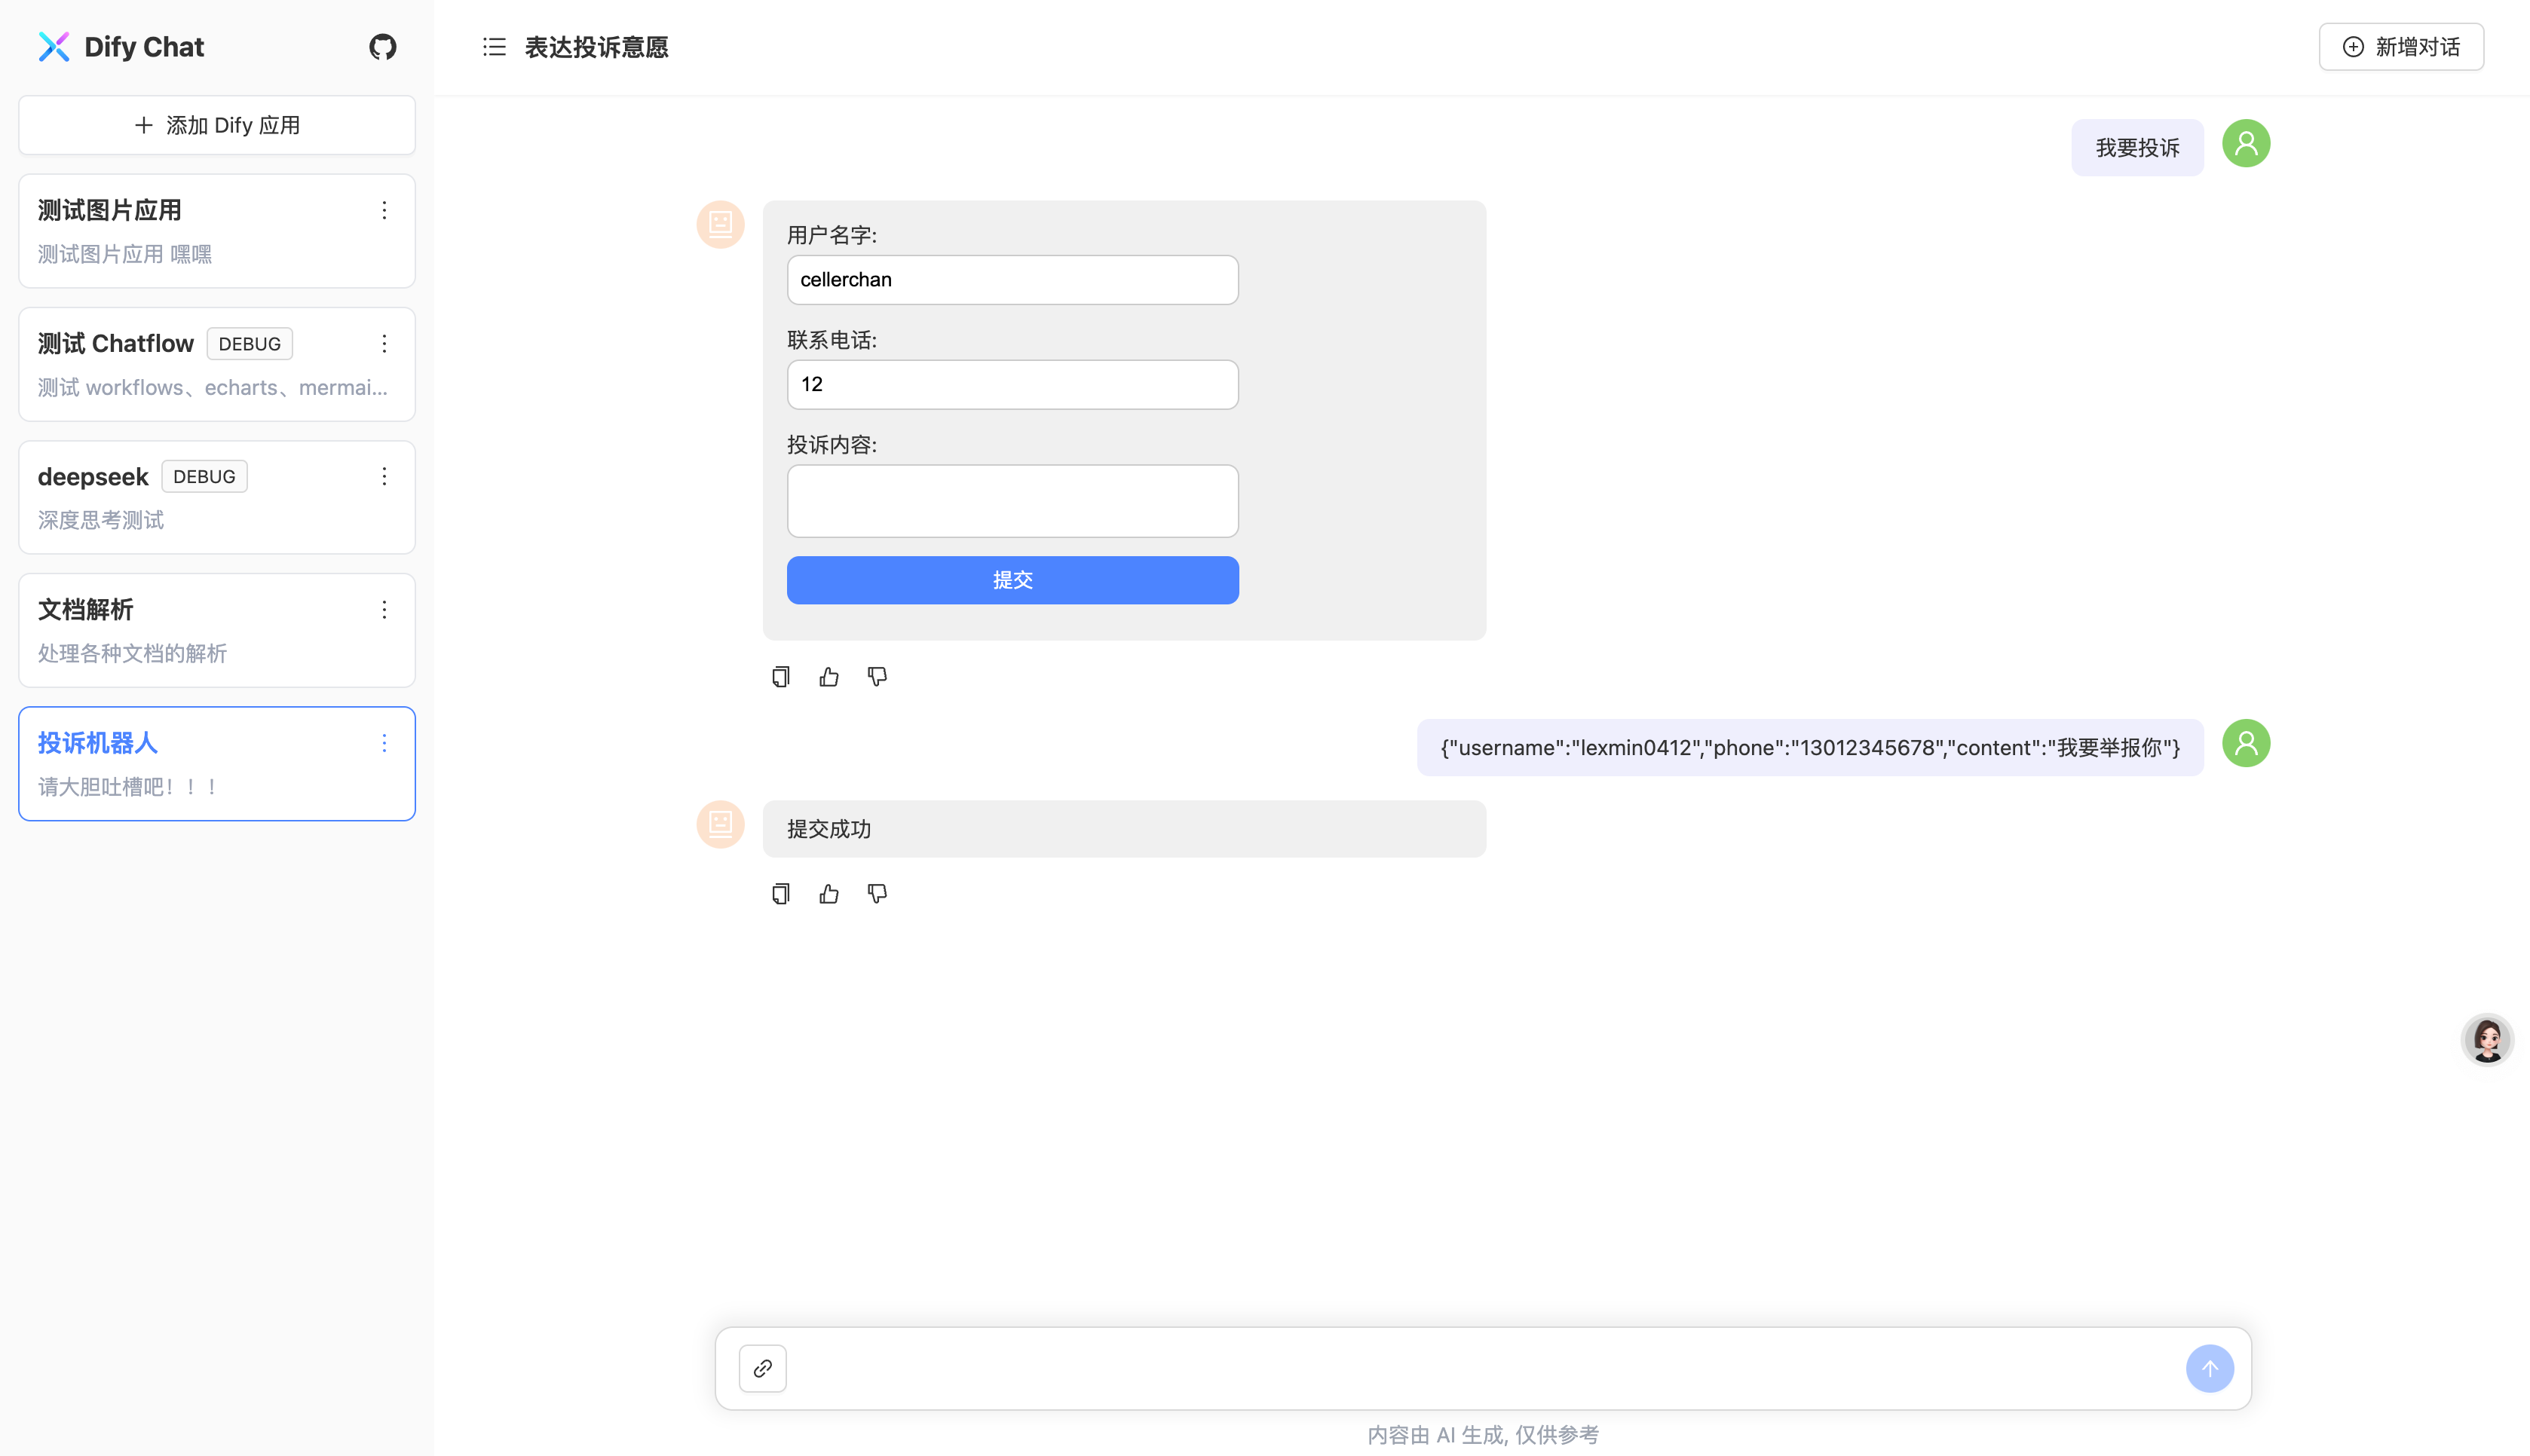 Dify Chat
添加 Dify 应用
测试图片应用
测试图片应用 嘿嘿
测试 Chatflow DEBUG
测试 workflows、echarts、mermai...
deepseek DEBUG
深度思考测试
文档解析
处理各种文档的解析
投诉机器人
请大胆吐槽吧！！！
表达投诉意愿
新增对话
我要投诉
用户名字:
cellerchan
联系电话:
12
投诉内容:
提交
{"username":"lexmin0412","phone":"13012345678","content":"我要举报你"}
提交成功
内容由 AI 生成, 仅供参考